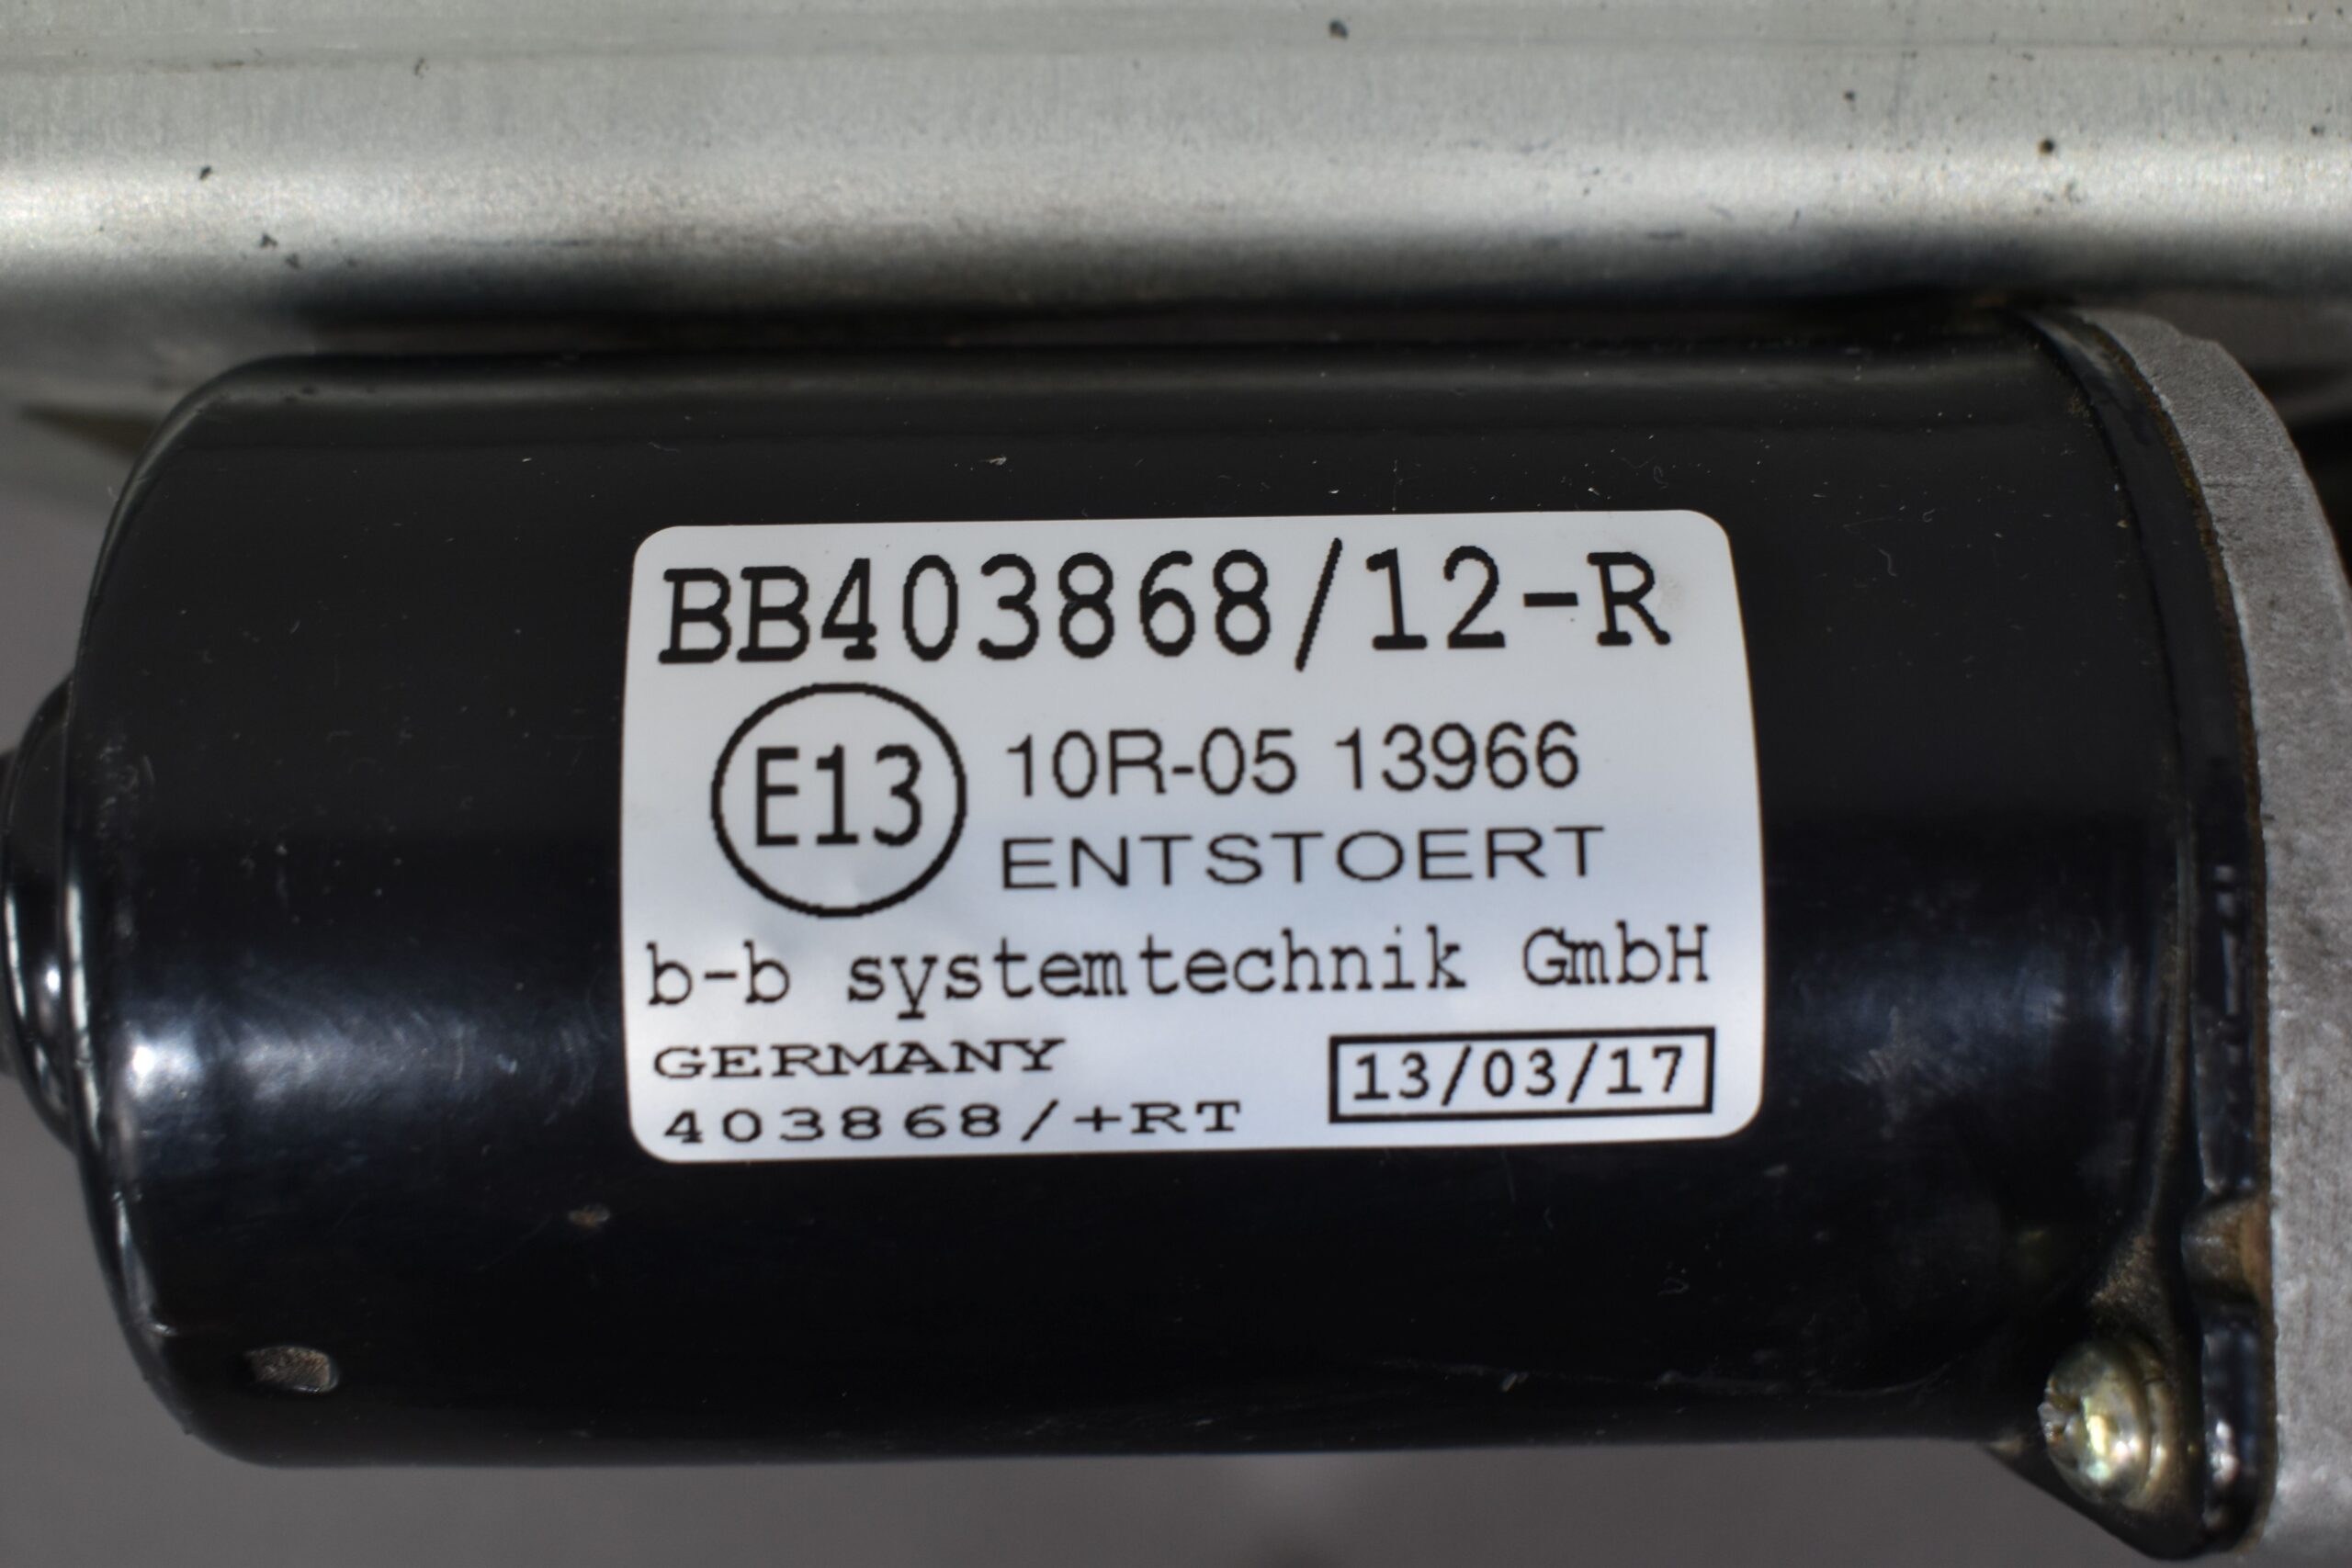 BB403868/12-R
E13 10R-05 13966
ENTSTOERT
b-b systemtechnik GmbH
GERMANY
403868/+RT 13/03/17